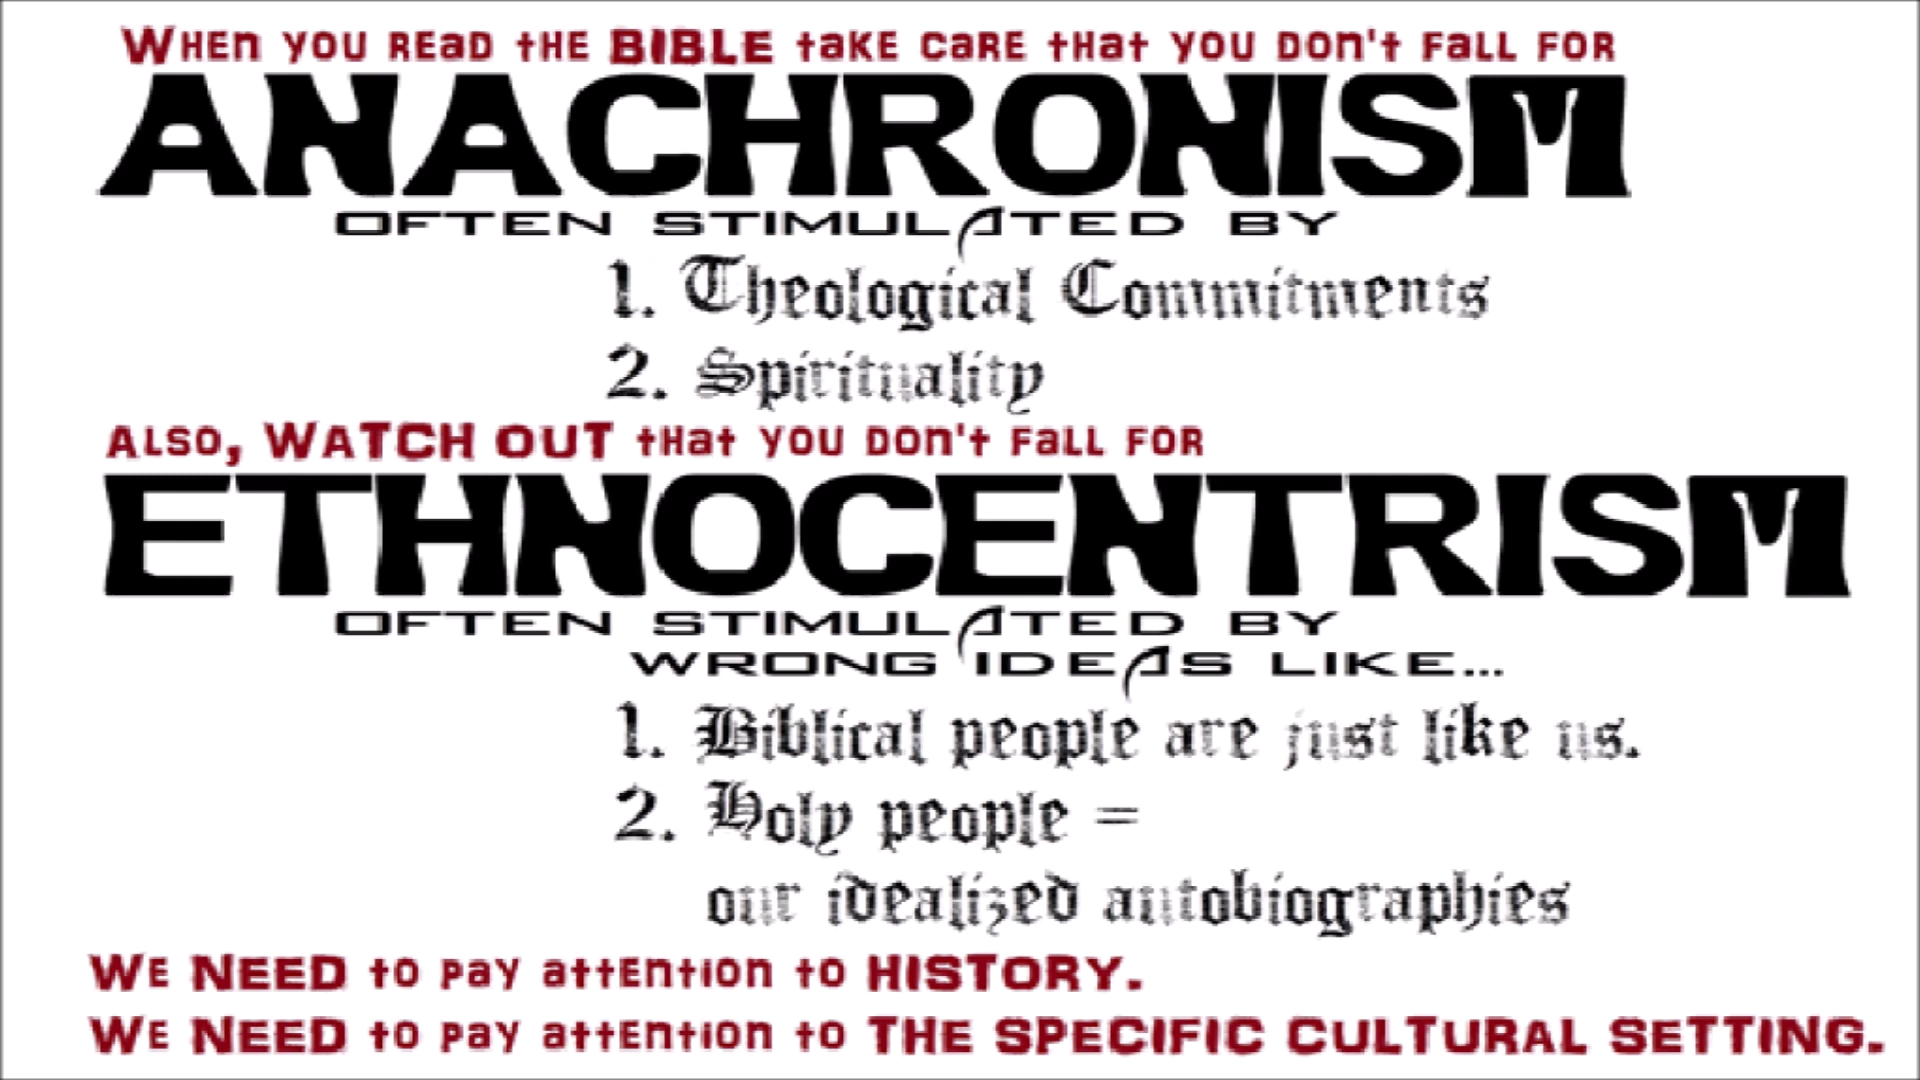 WHEn YOU REaD tHE BIBLE taKE CaRE tHat YOU DOn't FaLL FOR
ANACHRONISM
OFTEN STIMULATED BY
1. Theological Commitments
2. Spirituality
ALSO, WATCH OUT tHat YOU DOn't FaLL FOR
ETHNOCENTRISM
OFTEN STIMULATED BY
WRONG IDEAS LIKE...
1. Biblical people are just like us.
2. Holy people =
our idealized autobiographies
WE NEED to pay attEntion to HISTORY.
WE NEED to pay attEntion to THE SPECIFIC CULTURAL SETTING.